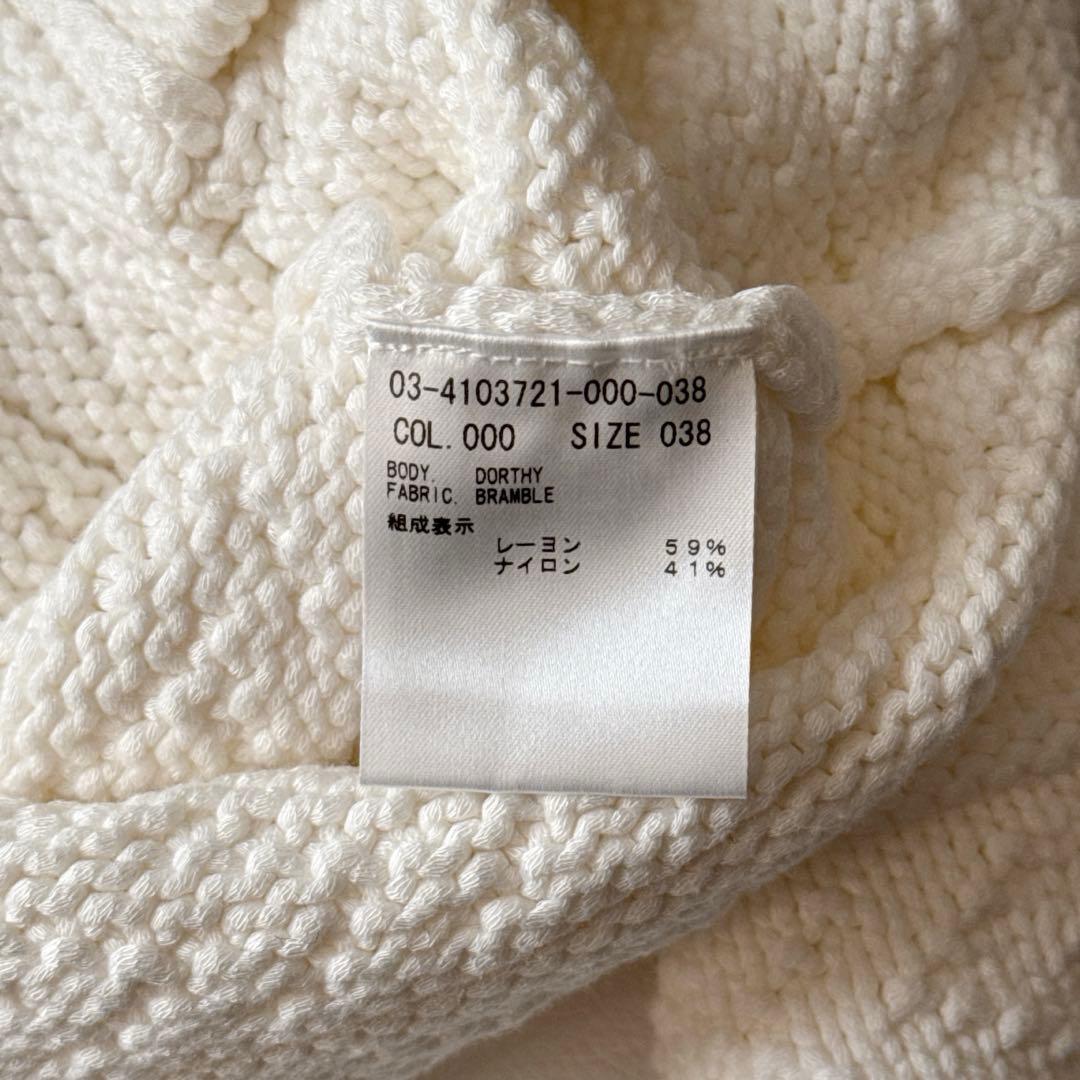 03-4103721-000-038
COL. 000 SIZE 038
BODY. DORTHY
FABRIC. BRAMBLE
組成表示
レーヨン 59%
ナイロン 41%